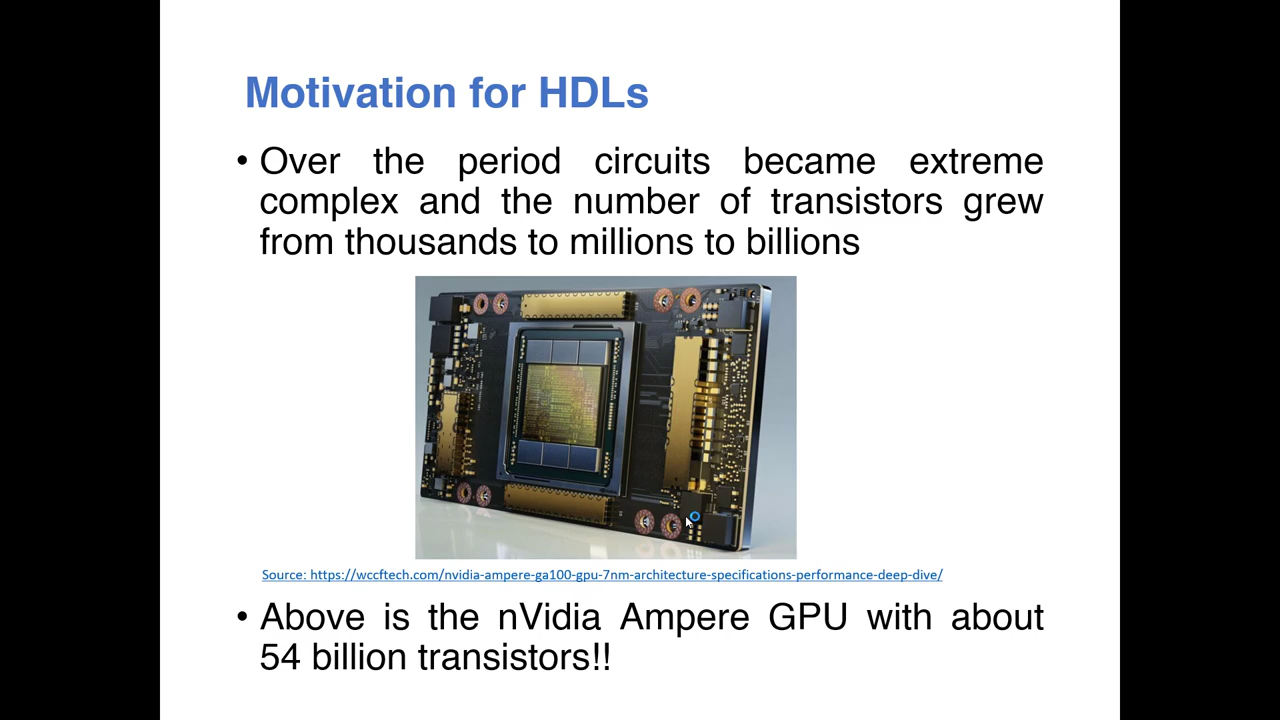 Motivation for HDLs
• Over the period circuits became extreme
complex and the number of transistors grew
from thousands to millions to billions
Source: https://wccftech.com/nvidia-ampere-ga100-gpu-7nm-architecture-specifications-performance-deep-dive/
• Above is the nVidia Ampere GPU with about
54 billion transistors!!